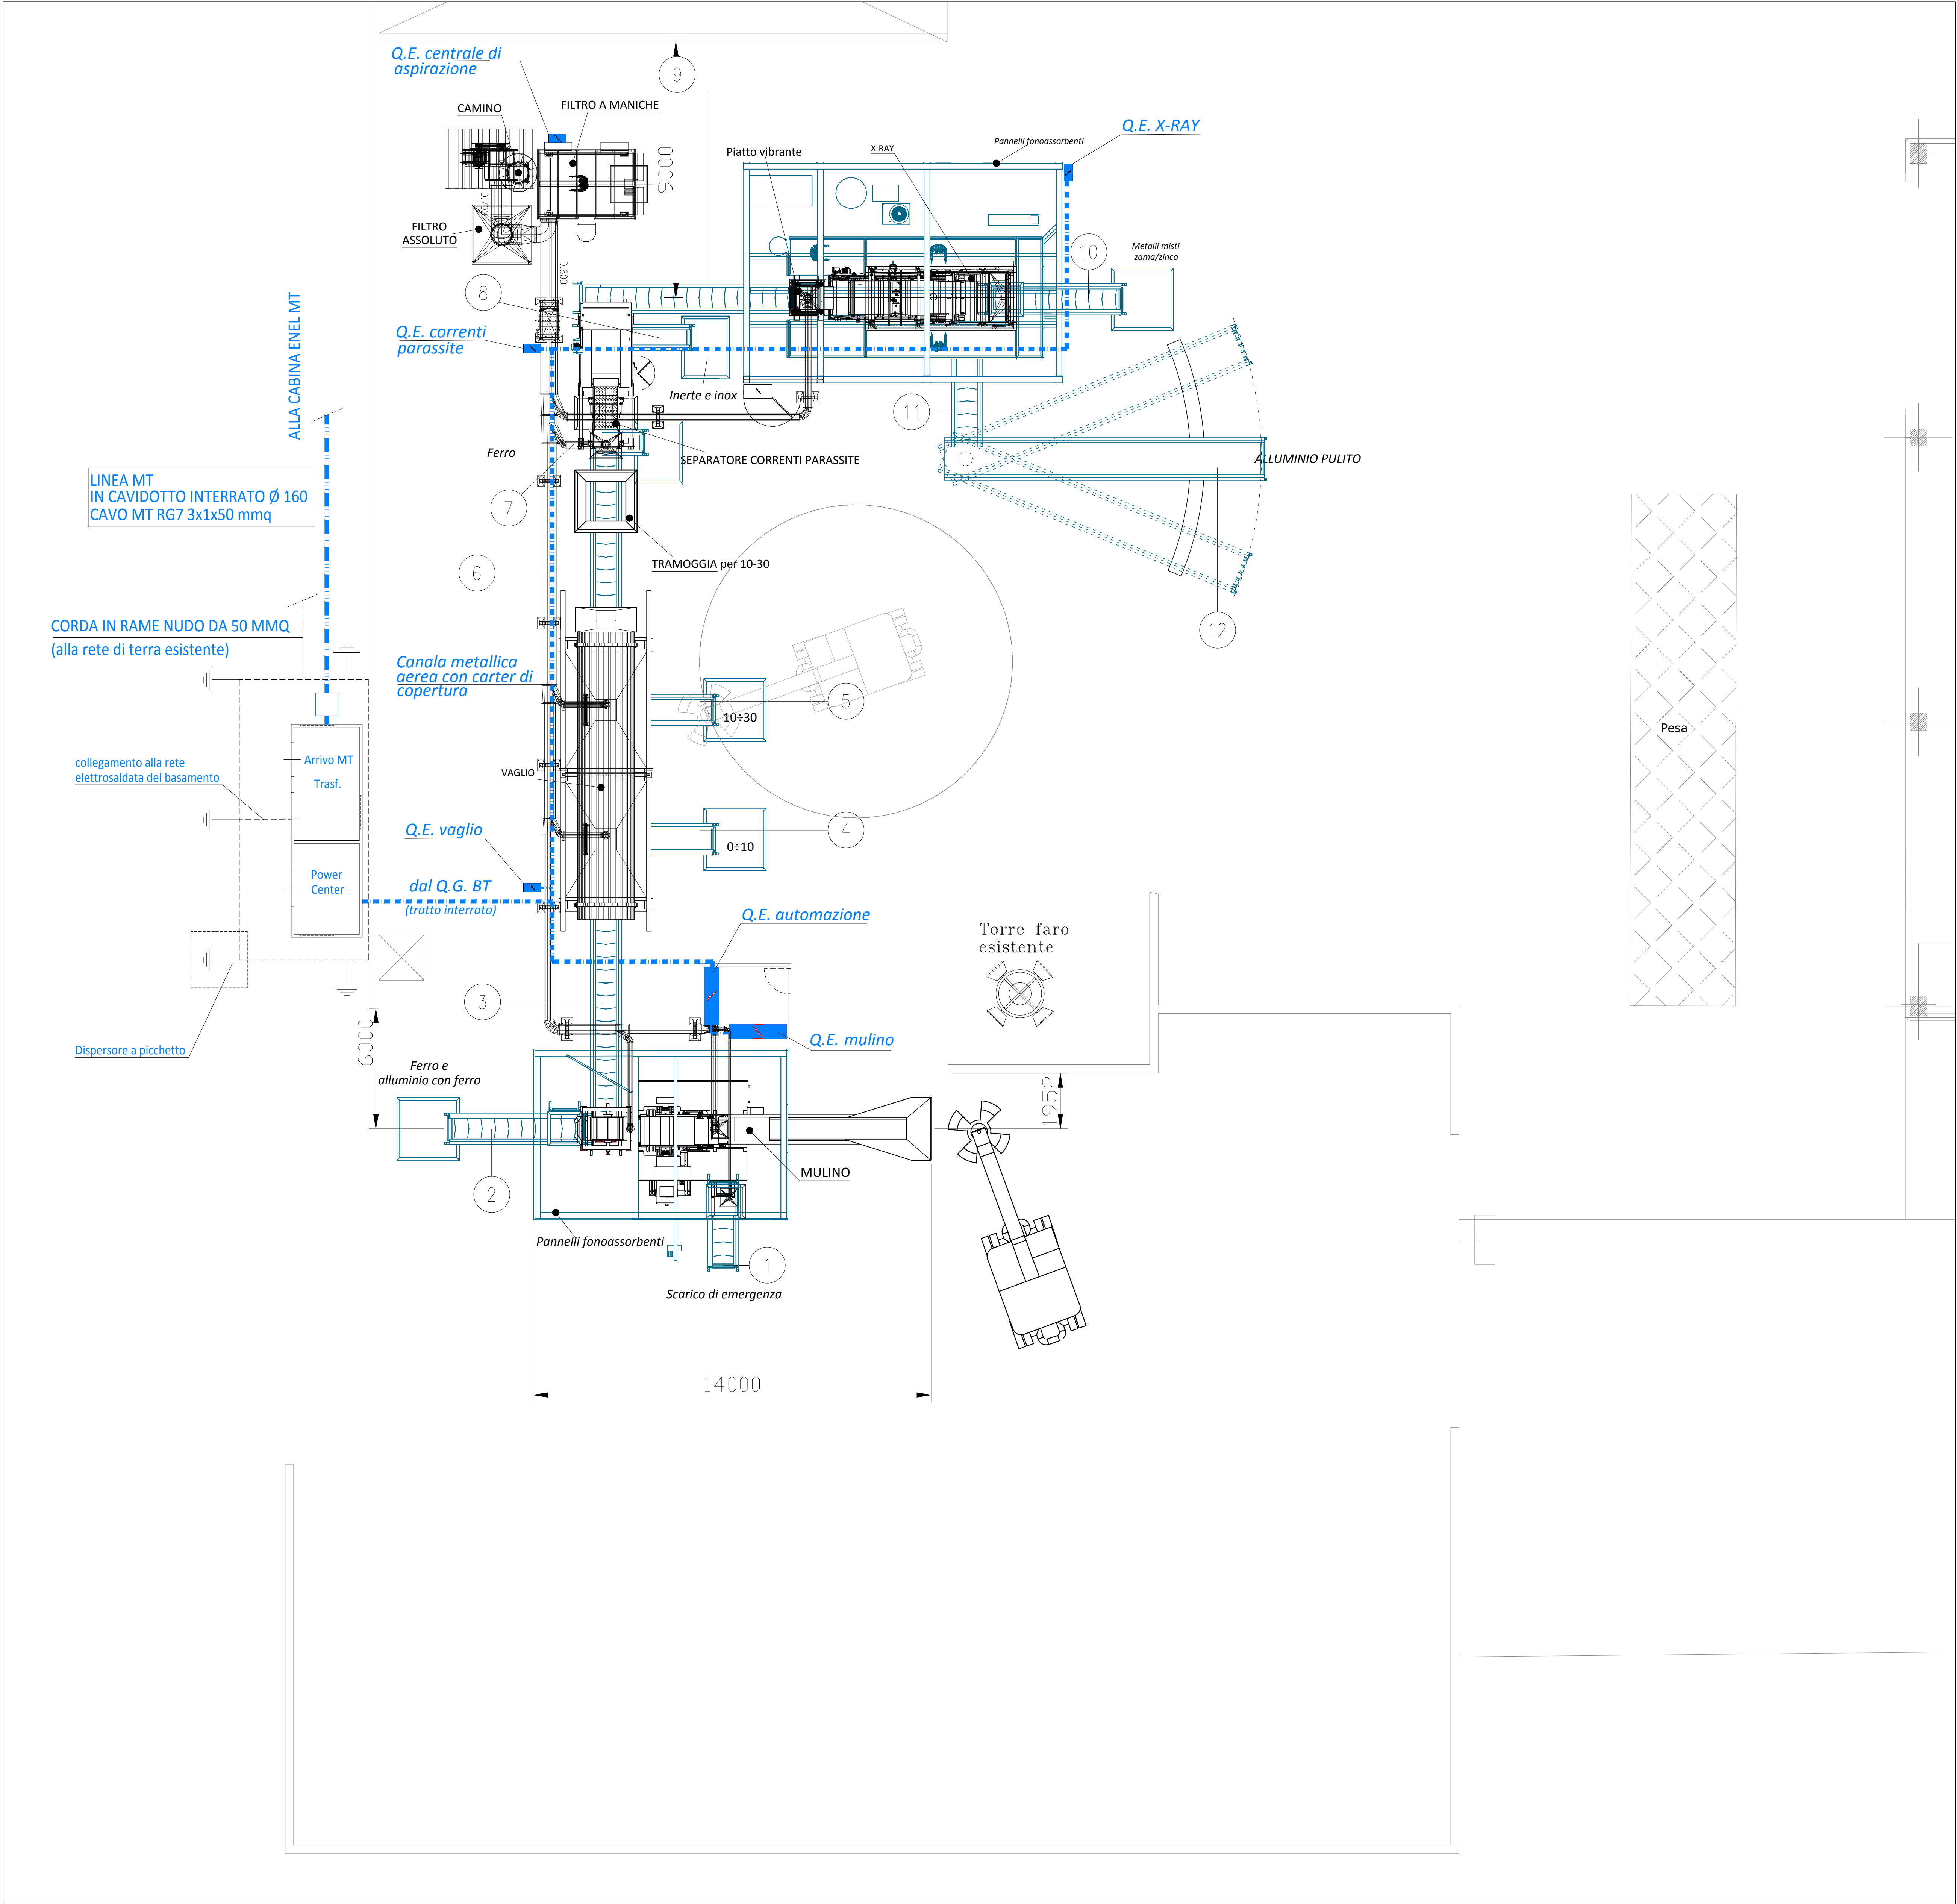 Q.E. centrale di
aspirazione
9
CAMINO
FILTRO A MANICHE
9000
Q.E. X-RAY
Pannelli fonoassorbenti
Piatto vibrante
X-RAY
D.700
FILTRO
ASSOLUTO
D.600
10
Metalli misti
zama/zinco
8
ALLA CABINA ENEL MT
Q.E. correnti
parassite
Inerte e inox
11
Ferro
SEPARATORE CORRENTI PARASSITE
ALLUMINIO PULITO
LINEA MT
IN CAVIDOTTO INTERRATO Ø 160
CAVO MT RG7 3x1x50 mmq
7
TRAMOGGIA per 10-30
6
12
CORDA IN RAME NUDO DA 50 MMQ
(alla rete di terra esistente)
Canala metallica
aerea con carter di
copertura
5
10÷30
Pesa
collegamento alla rete
elettrosaldata del basamento
Arrivo MT
Trasf.
VAGLIO
Q.E. vaglio
4
0÷10
Power
Center
dal Q.G. BT
(tratto interrato)
Q.E. automazione
Torre faro
esistente
3
6000
Q.E. mulino
Dispersore a picchetto
Ferro e
alluminio con ferro
1952
2
MULINO
Pannelli fonoassorbenti
1
Scarico di emergenza
14000